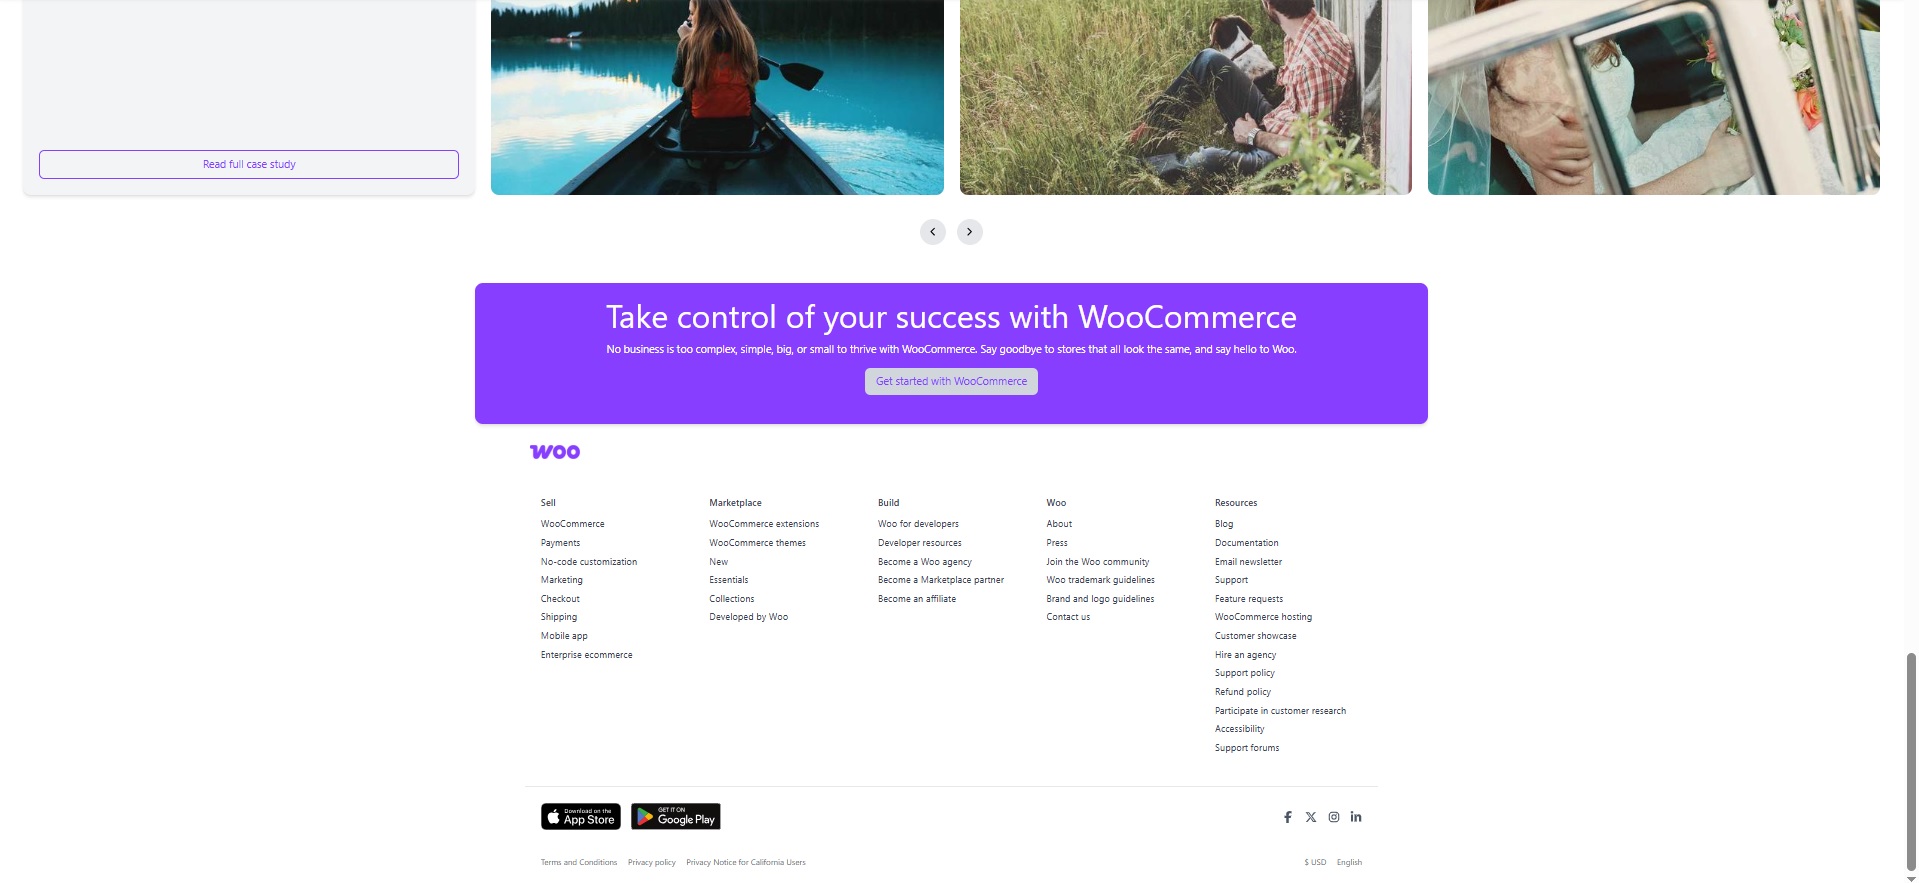 Read full case study
Take control of your success with WooCommerce
No business is too complex, simple, big, or small to thrive with WooCommerce. Say goodbye to stores that all look the same, and say hello to Woo.
Get started with WooCommerce
woo
Sell
WooCommerce
Payments
No-code customization
Marketing
Checkout
Shipping
Mobile app
Enterprise ecommerce
Marketplace
WooCommerce extensions
WooCommerce themes
New
Essentials
Collections
Developed by Woo
Build
Woo for developers
Developer resources
Become a Woo agency
Become a Marketplace partner
Become an affiliate
Woo
About
Press
Join the Woo community
Woo trademark guidelines
Brand and logo guidelines
Contact us
Resources
Blog
Documentation
Email newsletter
Support
Feature requests
WooCommerce hosting
Customer showcase
Hire an agency
Support policy
Refund policy
Participate in customer research
Accessibility
Support forums
Download on the
App Store
GET IT ON
Google Play
Terms and Conditions Privacy policy Privacy Notice for California Users
$ USD English